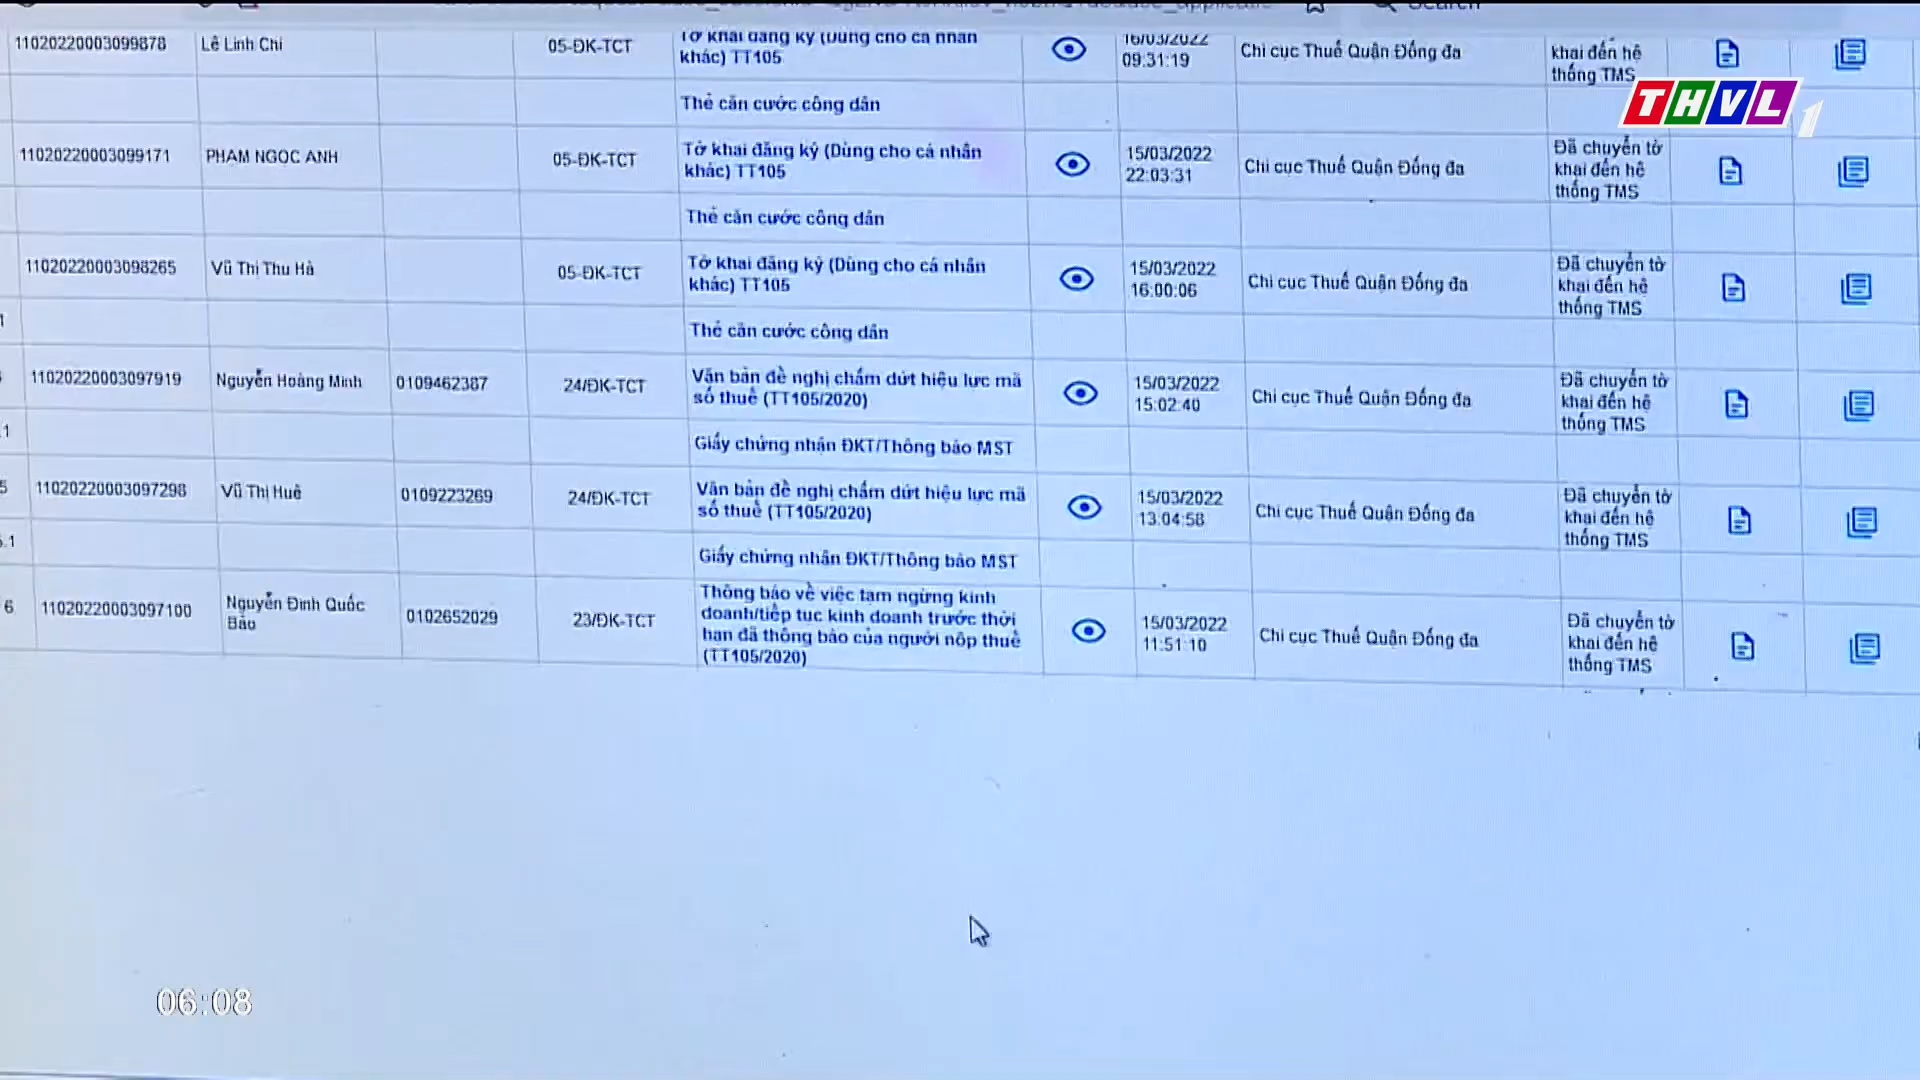 Search
11020220003099878 Lê Linh Chi 05-ĐK-TCT Tờ khai đăng ký (Dùng cho cá nhân 16/03/2022 Chi cục Thuế Quận Đống đa khai đến hệ
khác) TT105 09:31:19 thống TMS
Thẻ căn cước công dân
THVL1
11020220003099171 PHAM NGOC ANH 05-ĐK-TCT Tờ khai đăng ký (Dùng cho cá nhân 15/03/2022 Chi cục Thuế Quận Đống đa Đã chuyển tờ
khác) TT105 22:03:31 khai đến hệ
thống TMS
Thẻ căn cước công dân
11020220003098265 Vũ Thị Thu Hà 05-ĐK-TCT Tờ khai đăng ký (Dùng cho cá nhân 15/03/2022 Chi cục Thuế Quận Đống đa Đã chuyển tờ
khác) TT105 16:00:06 khai đến hệ
thống TMS
1 Thẻ căn cước công dân
11020220003097919 Nguyễn Hoàng Minh 0109462387 24/ĐK-TCT Văn bản đề nghị chấm dứt hiệu lực mã 15/03/2022 Chi cục Thuế Quận Đống đa Đã chuyển tờ
số thuế (TT105/2020) 15:02:40 khai đến hệ
thống TMS
.1 Giấy chứng nhận ĐKT/Thông báo MST
5 11020220003097298 Vũ Thị Huê 0109223269 24/ĐK-TCT Văn bản đề nghị chấm dứt hiệu lực mã 15/03/2022 Chi cục Thuế Quận Đống đa Đã chuyển tờ
số thuế (TT105/2020) 13:04:58 khai đến hệ
thống TMS
5.1 Giấy chứng nhận ĐKT/Thông báo MST
6 11020220003097100 Nguyễn Đình Quốc 0102652029 23/ĐK-TCT Thông báo về việc tạm ngừng kinh 15/03/2022 Chi cục Thuế Quận Đống đa Đã chuyển tờ
Bảo doanh/tiếp tục kinh doanh trước thời 11:51:10 khai đến hệ
hạn đã thông báo của người nộp thuế thống TMS
(TT105/2020)
06:08